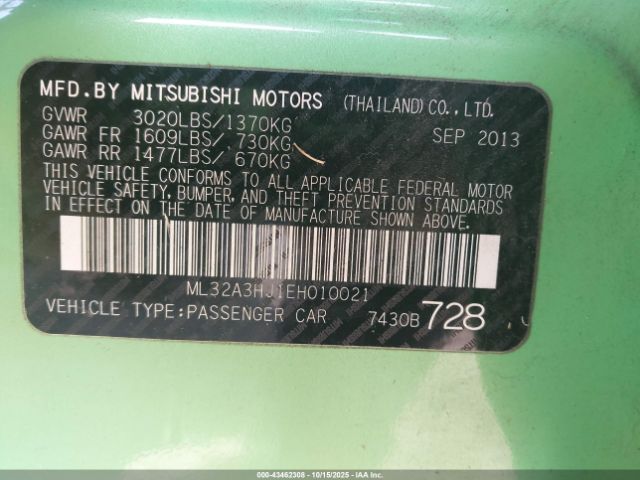 MFD.BY MITSUBISHI MOTORS (THAILAND)CO.,LTD.
GVWR 3020LBS/1370KG SEP 2013
GAWR FR 1609LBS/ 730KG
GAWR RR 1477LBS/ 670KG
THIS VEHICLE CONFORMS TO ALL APPLICABLE FEDERAL MOTOR
VEHICLE SAFETY, BUMPER, AND THEFT PREVENTION STANDARDS
IN EFFECT ON THE DATE OF MANUFACTURE SHOWN ABOVE.
ML32A3HJ1EH010021
VEHICLE TYPE:PASSENGER CAR 7430B 728
000-43462308 - 10/15/2025 - IAAI.COM